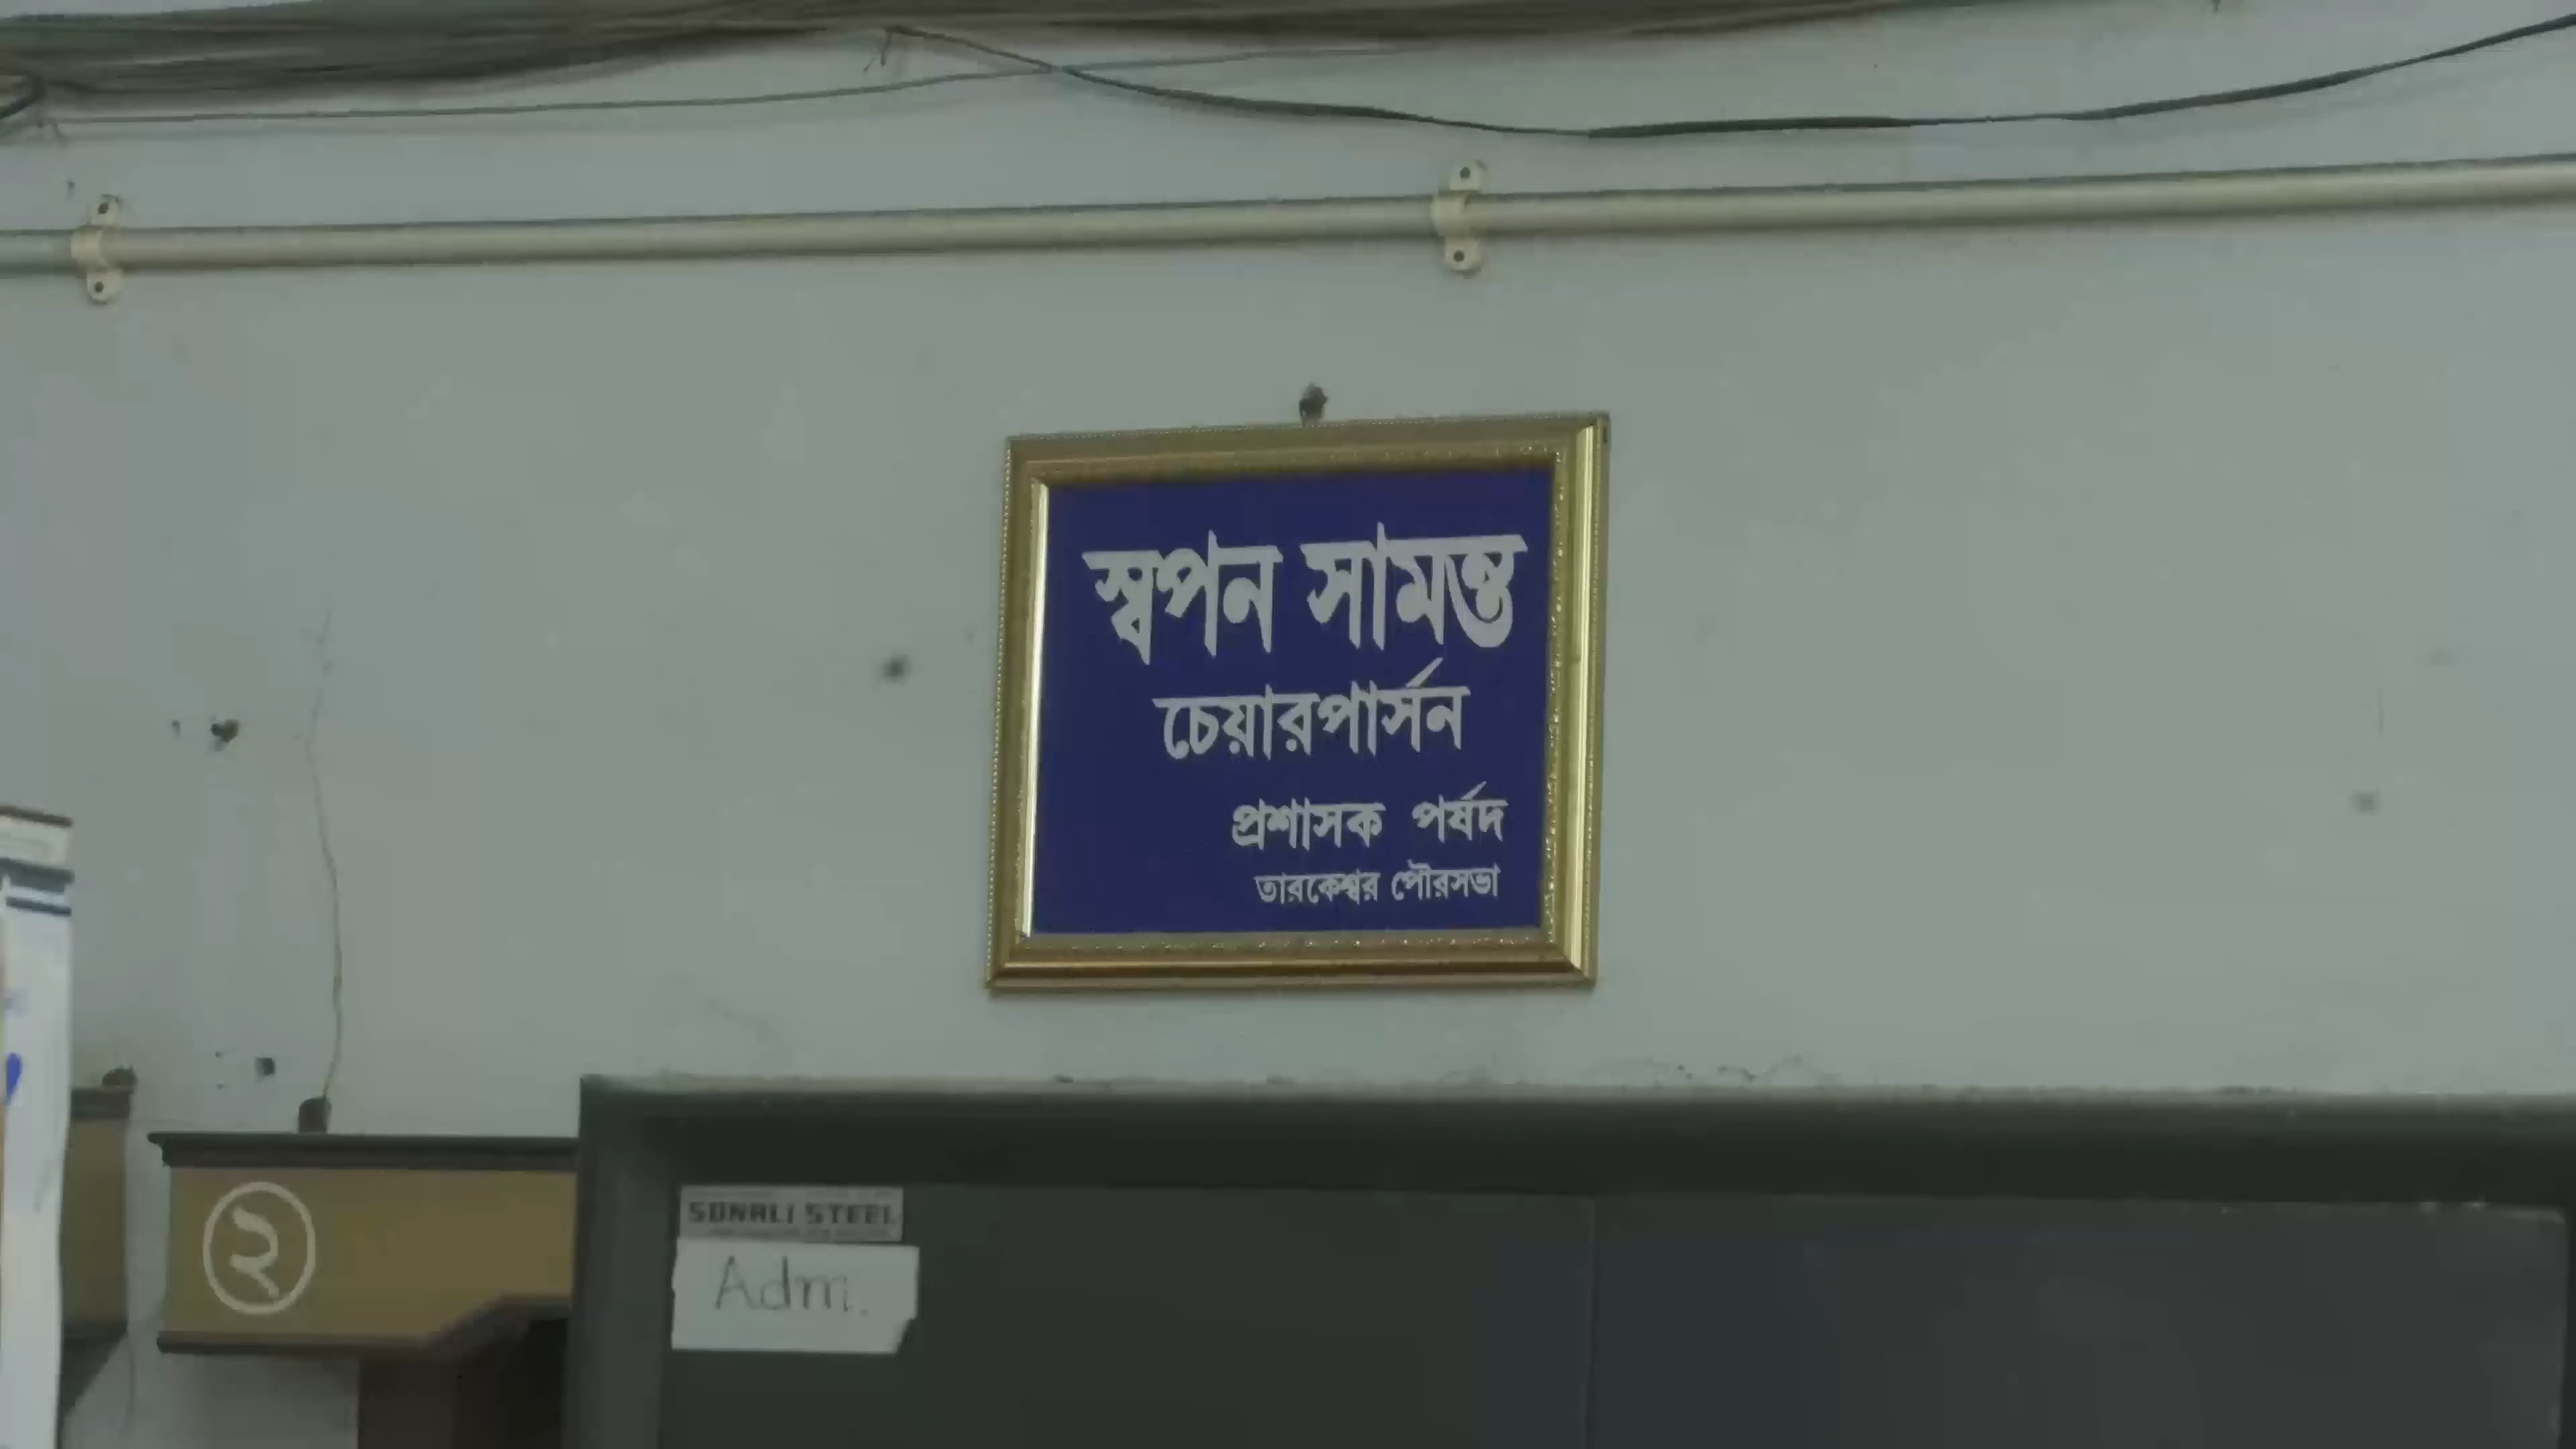 স্বপন সামন্ত
চেয়ারপার্সন
প্রশাসক পর্ষদ
তারকেশ্বর পৌরসভা
২
SONALI STEEL
Adm.